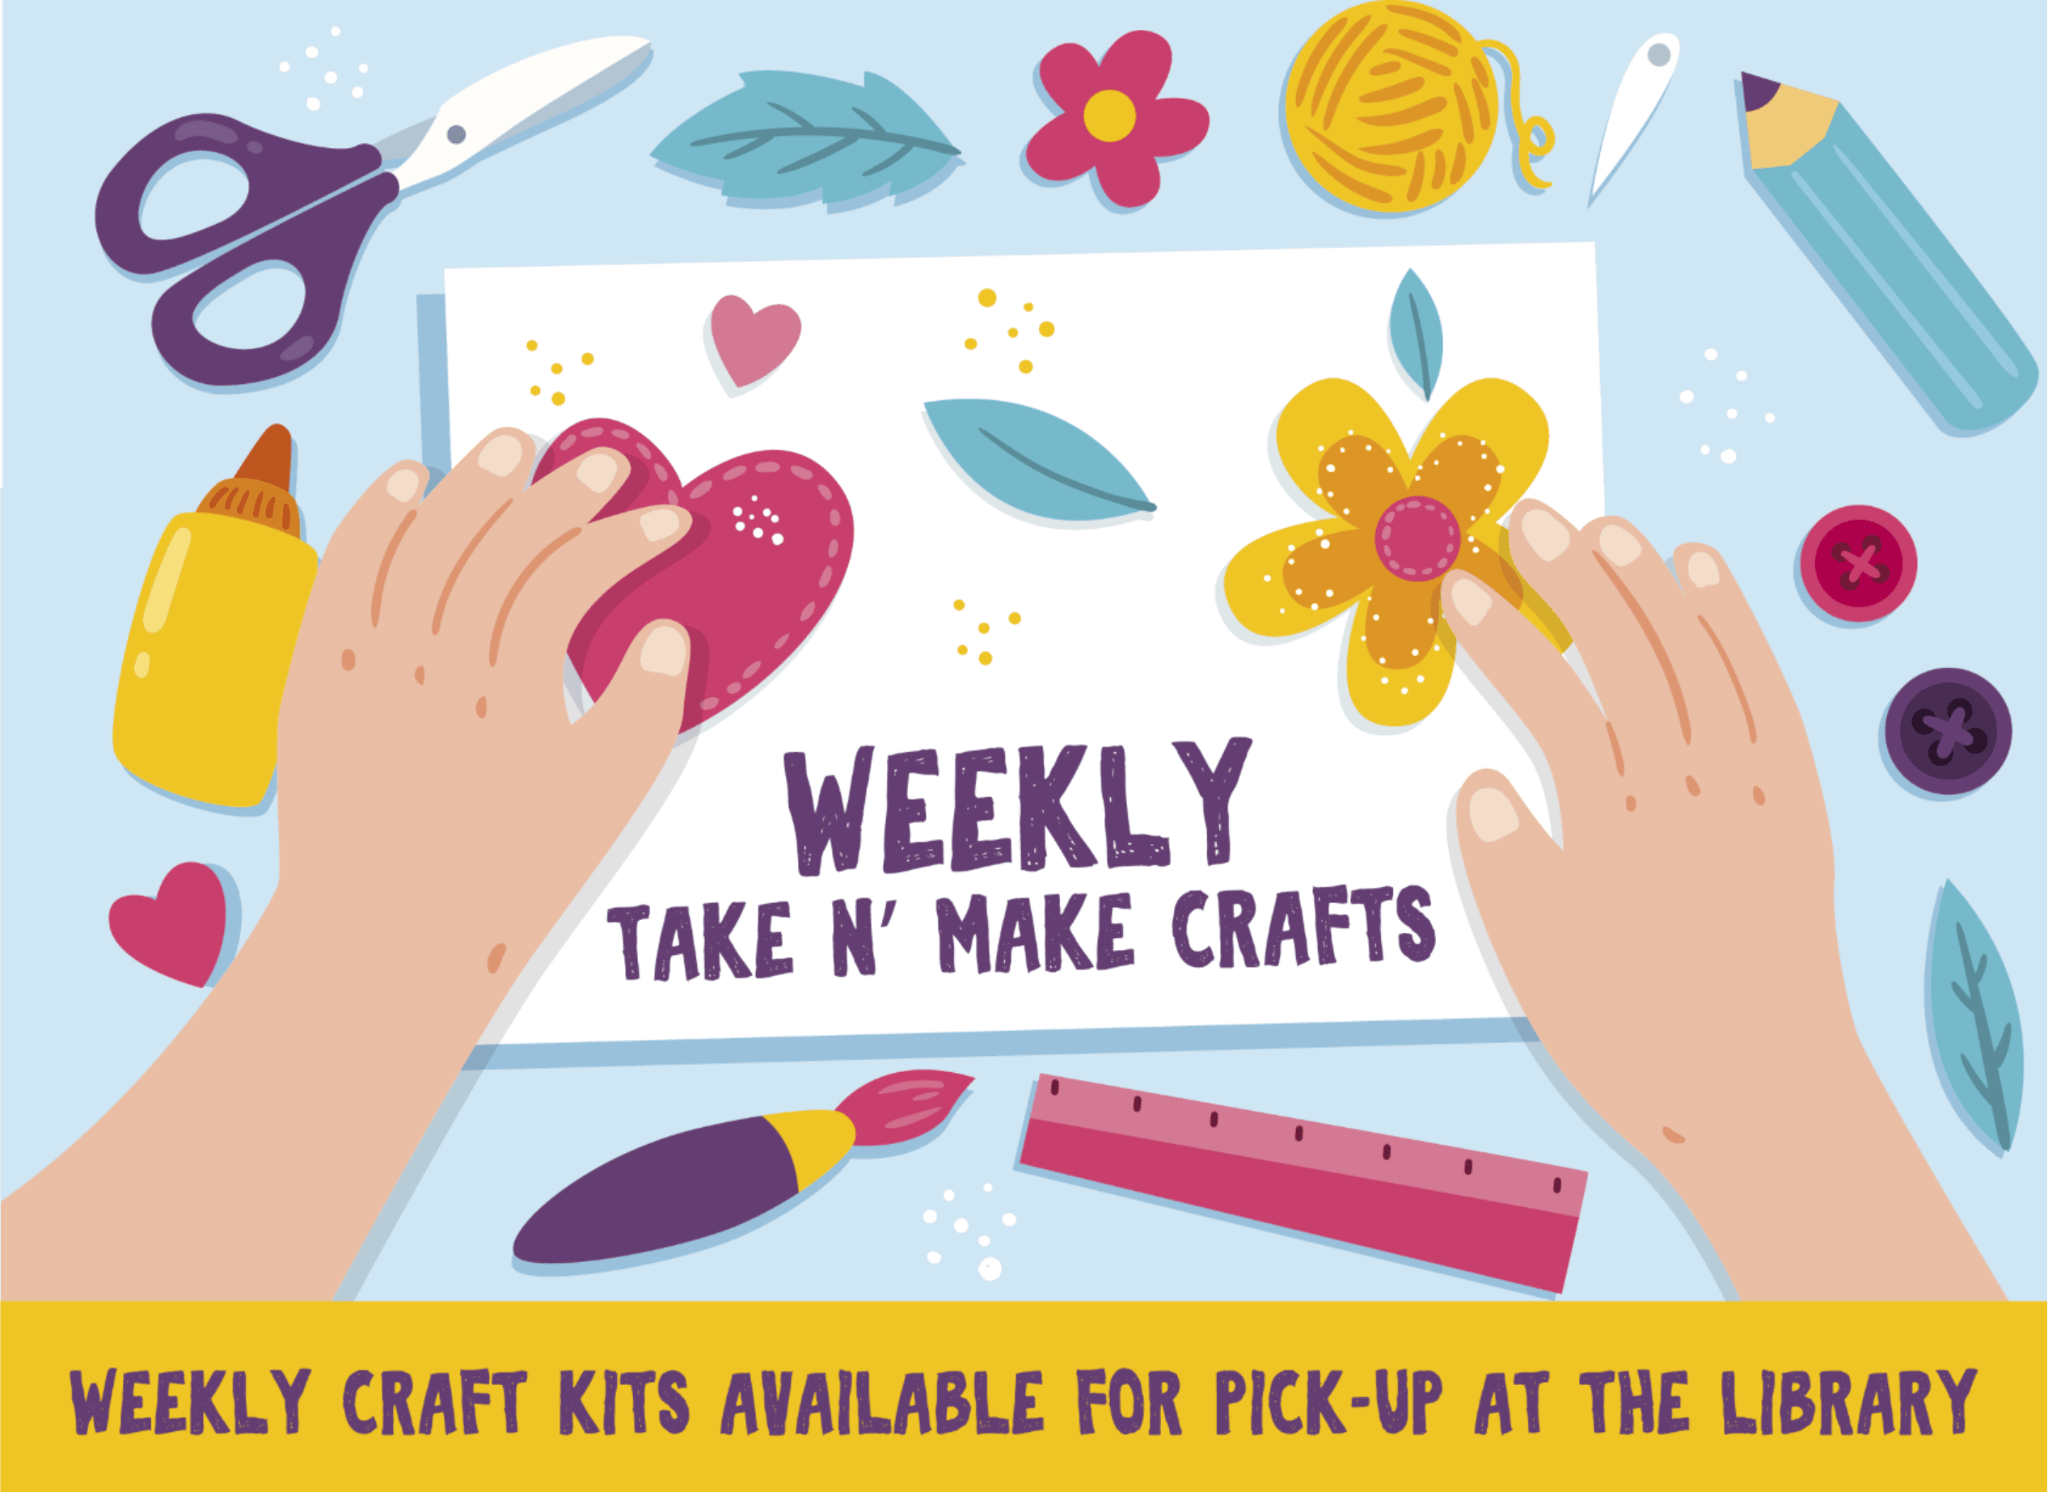 WEEKLY
TAKE N' MAKE CRAFTS
WEEKLY CRAFT KITS AVAILABLE FOR PICK-UP AT THE LIBRARY